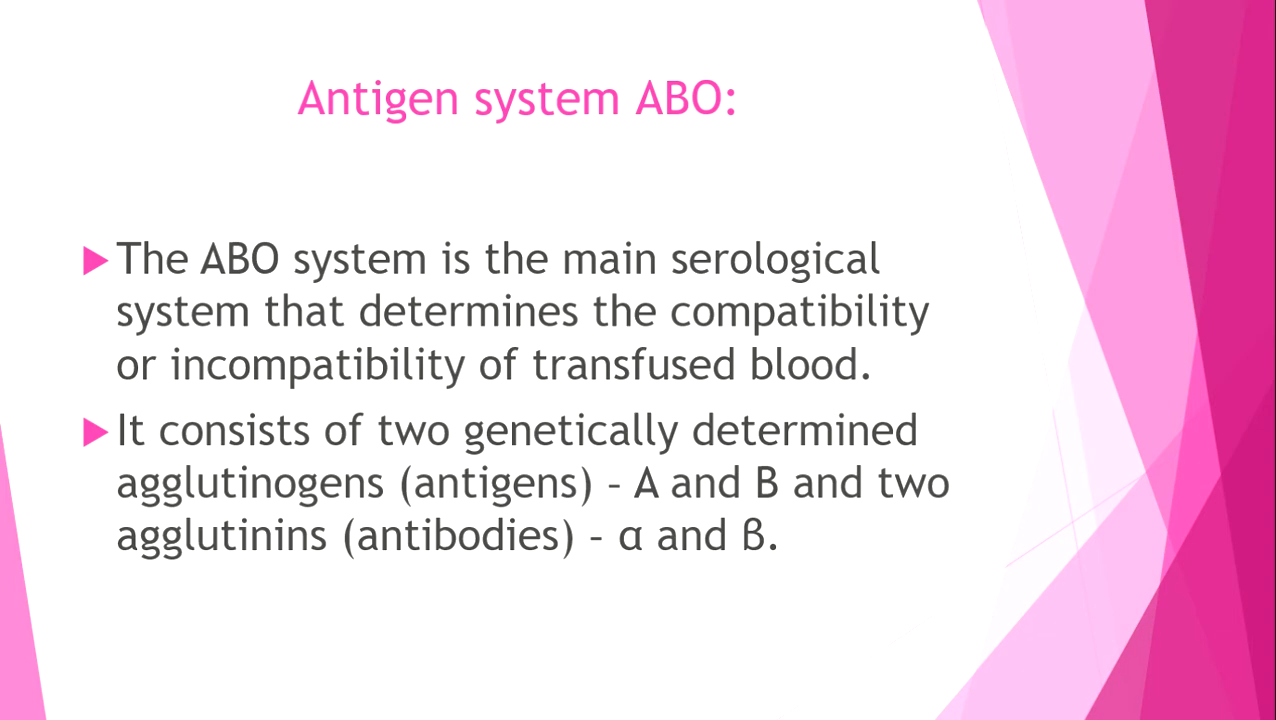 Antigen system ABO:
The ABO system is the main serological
system that determines the compatibility
or incompatibility of transfused blood.
It consists of two genetically determined
agglutinogens (antigens) – A and B and two
agglutinins (antibodies) – α and β.